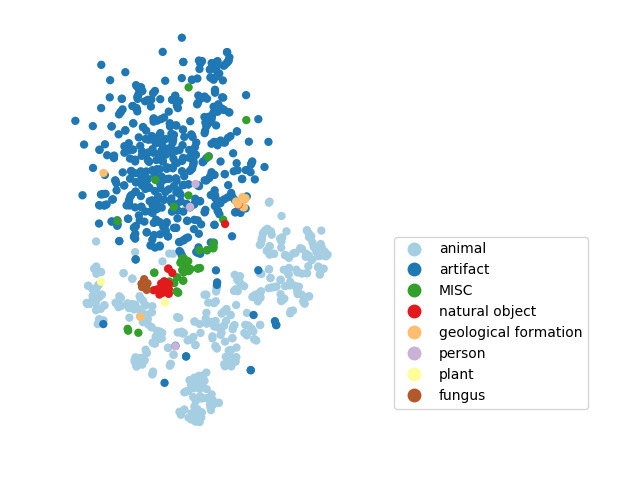 animal
artifact
MISC
natural object
geological formation
person
plant
fungus